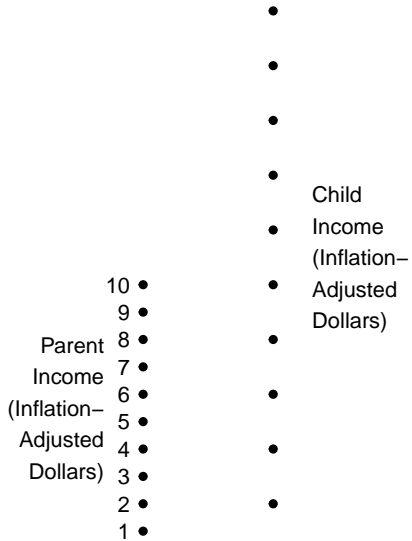 Child
Income
(Inflation–
Adjusted
Dollars)
10
9
8
7
6
5
4
3
2
1
Parent
Income
(Inflation–
Adjusted
Dollars)